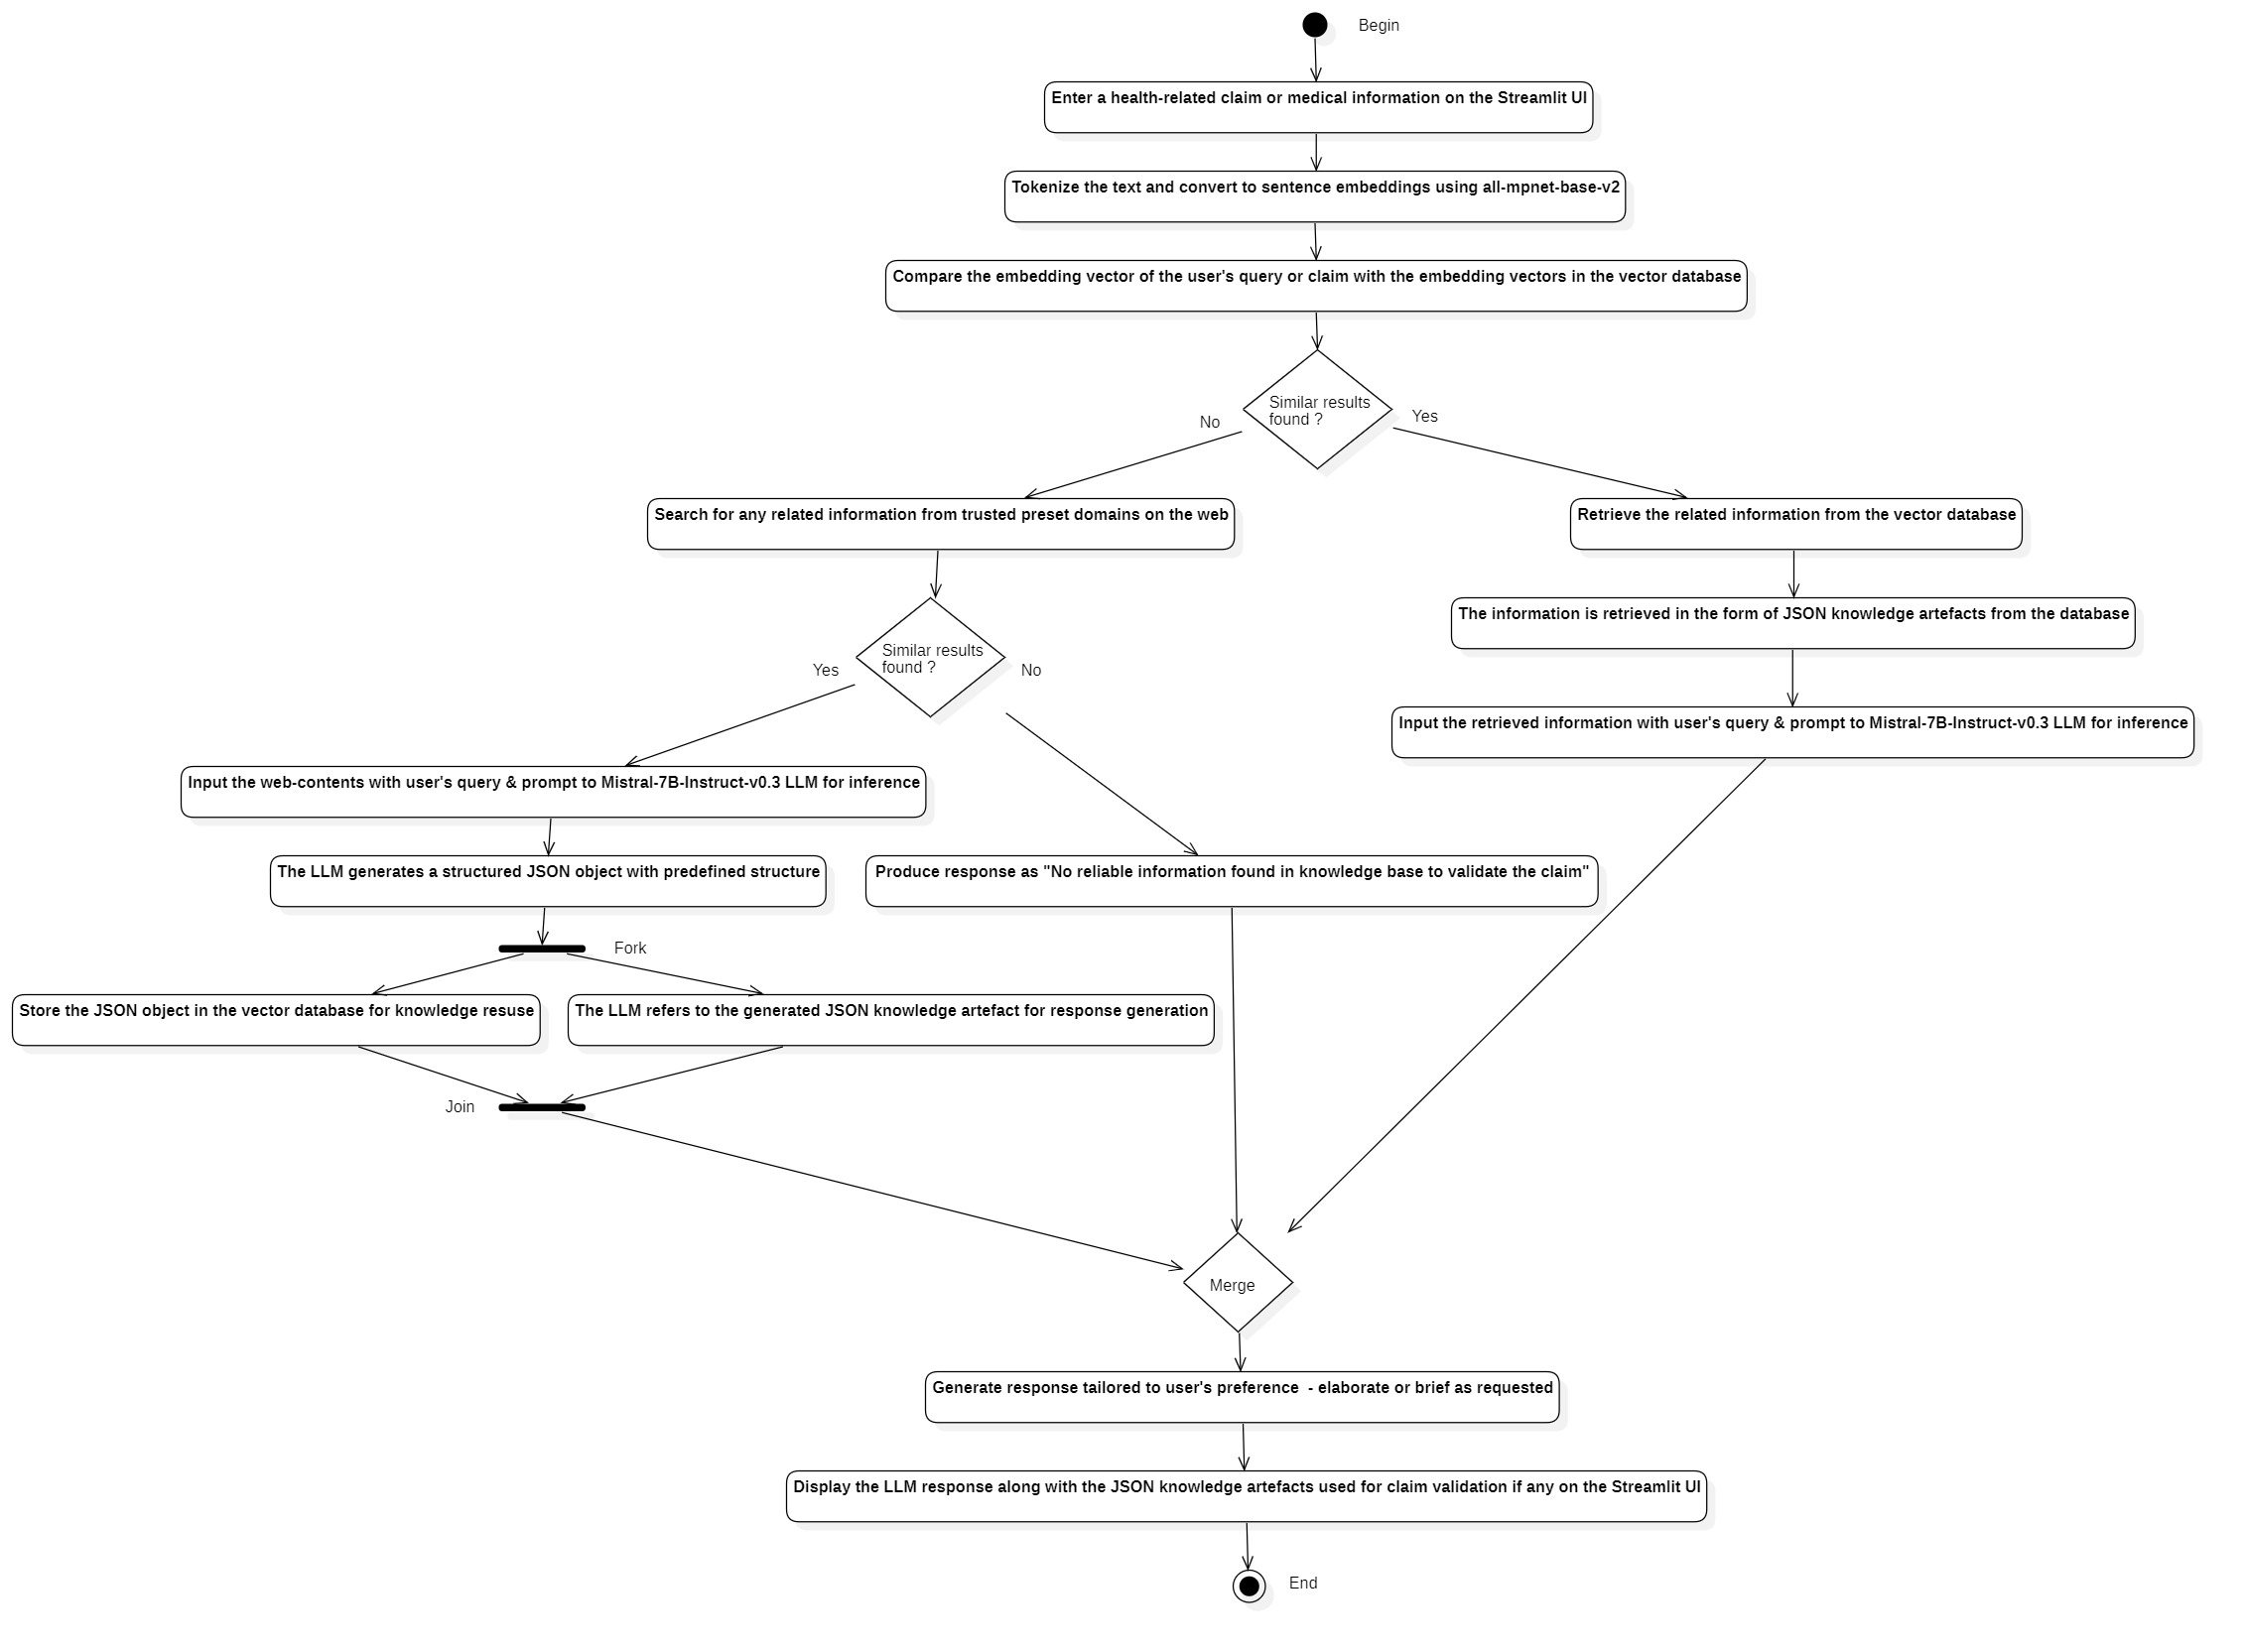 Begin
Enter a health-related claim or medical information on the Streamlit UI
Tokenize the text and convert to sentence embeddings using all-mpnet-base-v2
Compare the embedding vector of the user's query or claim with the embedding vectors in the vector database
Similar results
found ?
No
Yes
Search for any related information from trusted preset domains on the web
Retrieve the related information from the vector database
The information is retrieved in the form of JSON knowledge artefacts from the database
Similar results
found ?
Yes
No
Input the retrieved information with user's query & prompt to Mistral-7B-Instruct-v0.3 LLM for inference
Input the web-contents with user's query & prompt to Mistral-7B-Instruct-v0.3 LLM for inference
The LLM generates a structured JSON object with predefined structure
Produce response as "No reliable information found in knowledge base to validate the claim"
Fork
Store the JSON object in the vector database for knowledge resuse
The LLM refers to the generated JSON knowledge artefact for response generation
Join
Merge
Generate response tailored to user's preference  - elaborate or brief as requested
Display the LLM response along with the JSON knowledge artefacts used for claim validation if any on the Streamlit UI
End